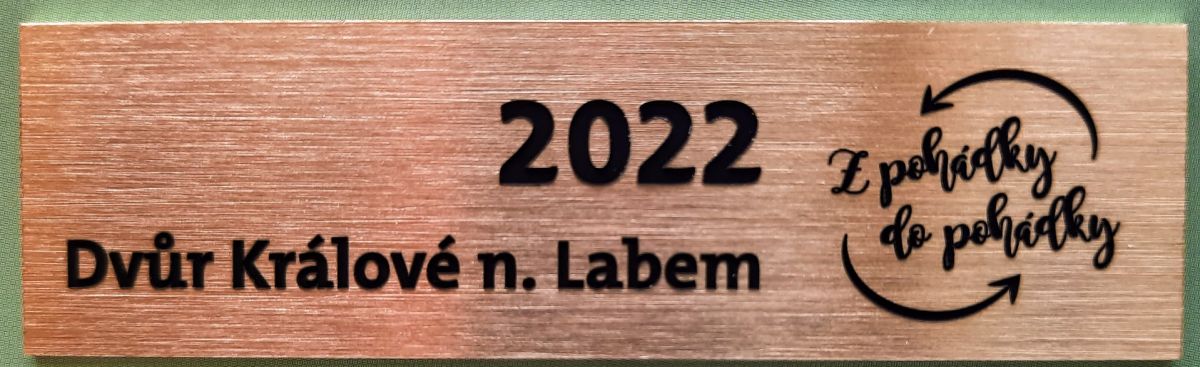 2022
Dvůr Králové n. Labem
Z pohádky
do pohádky